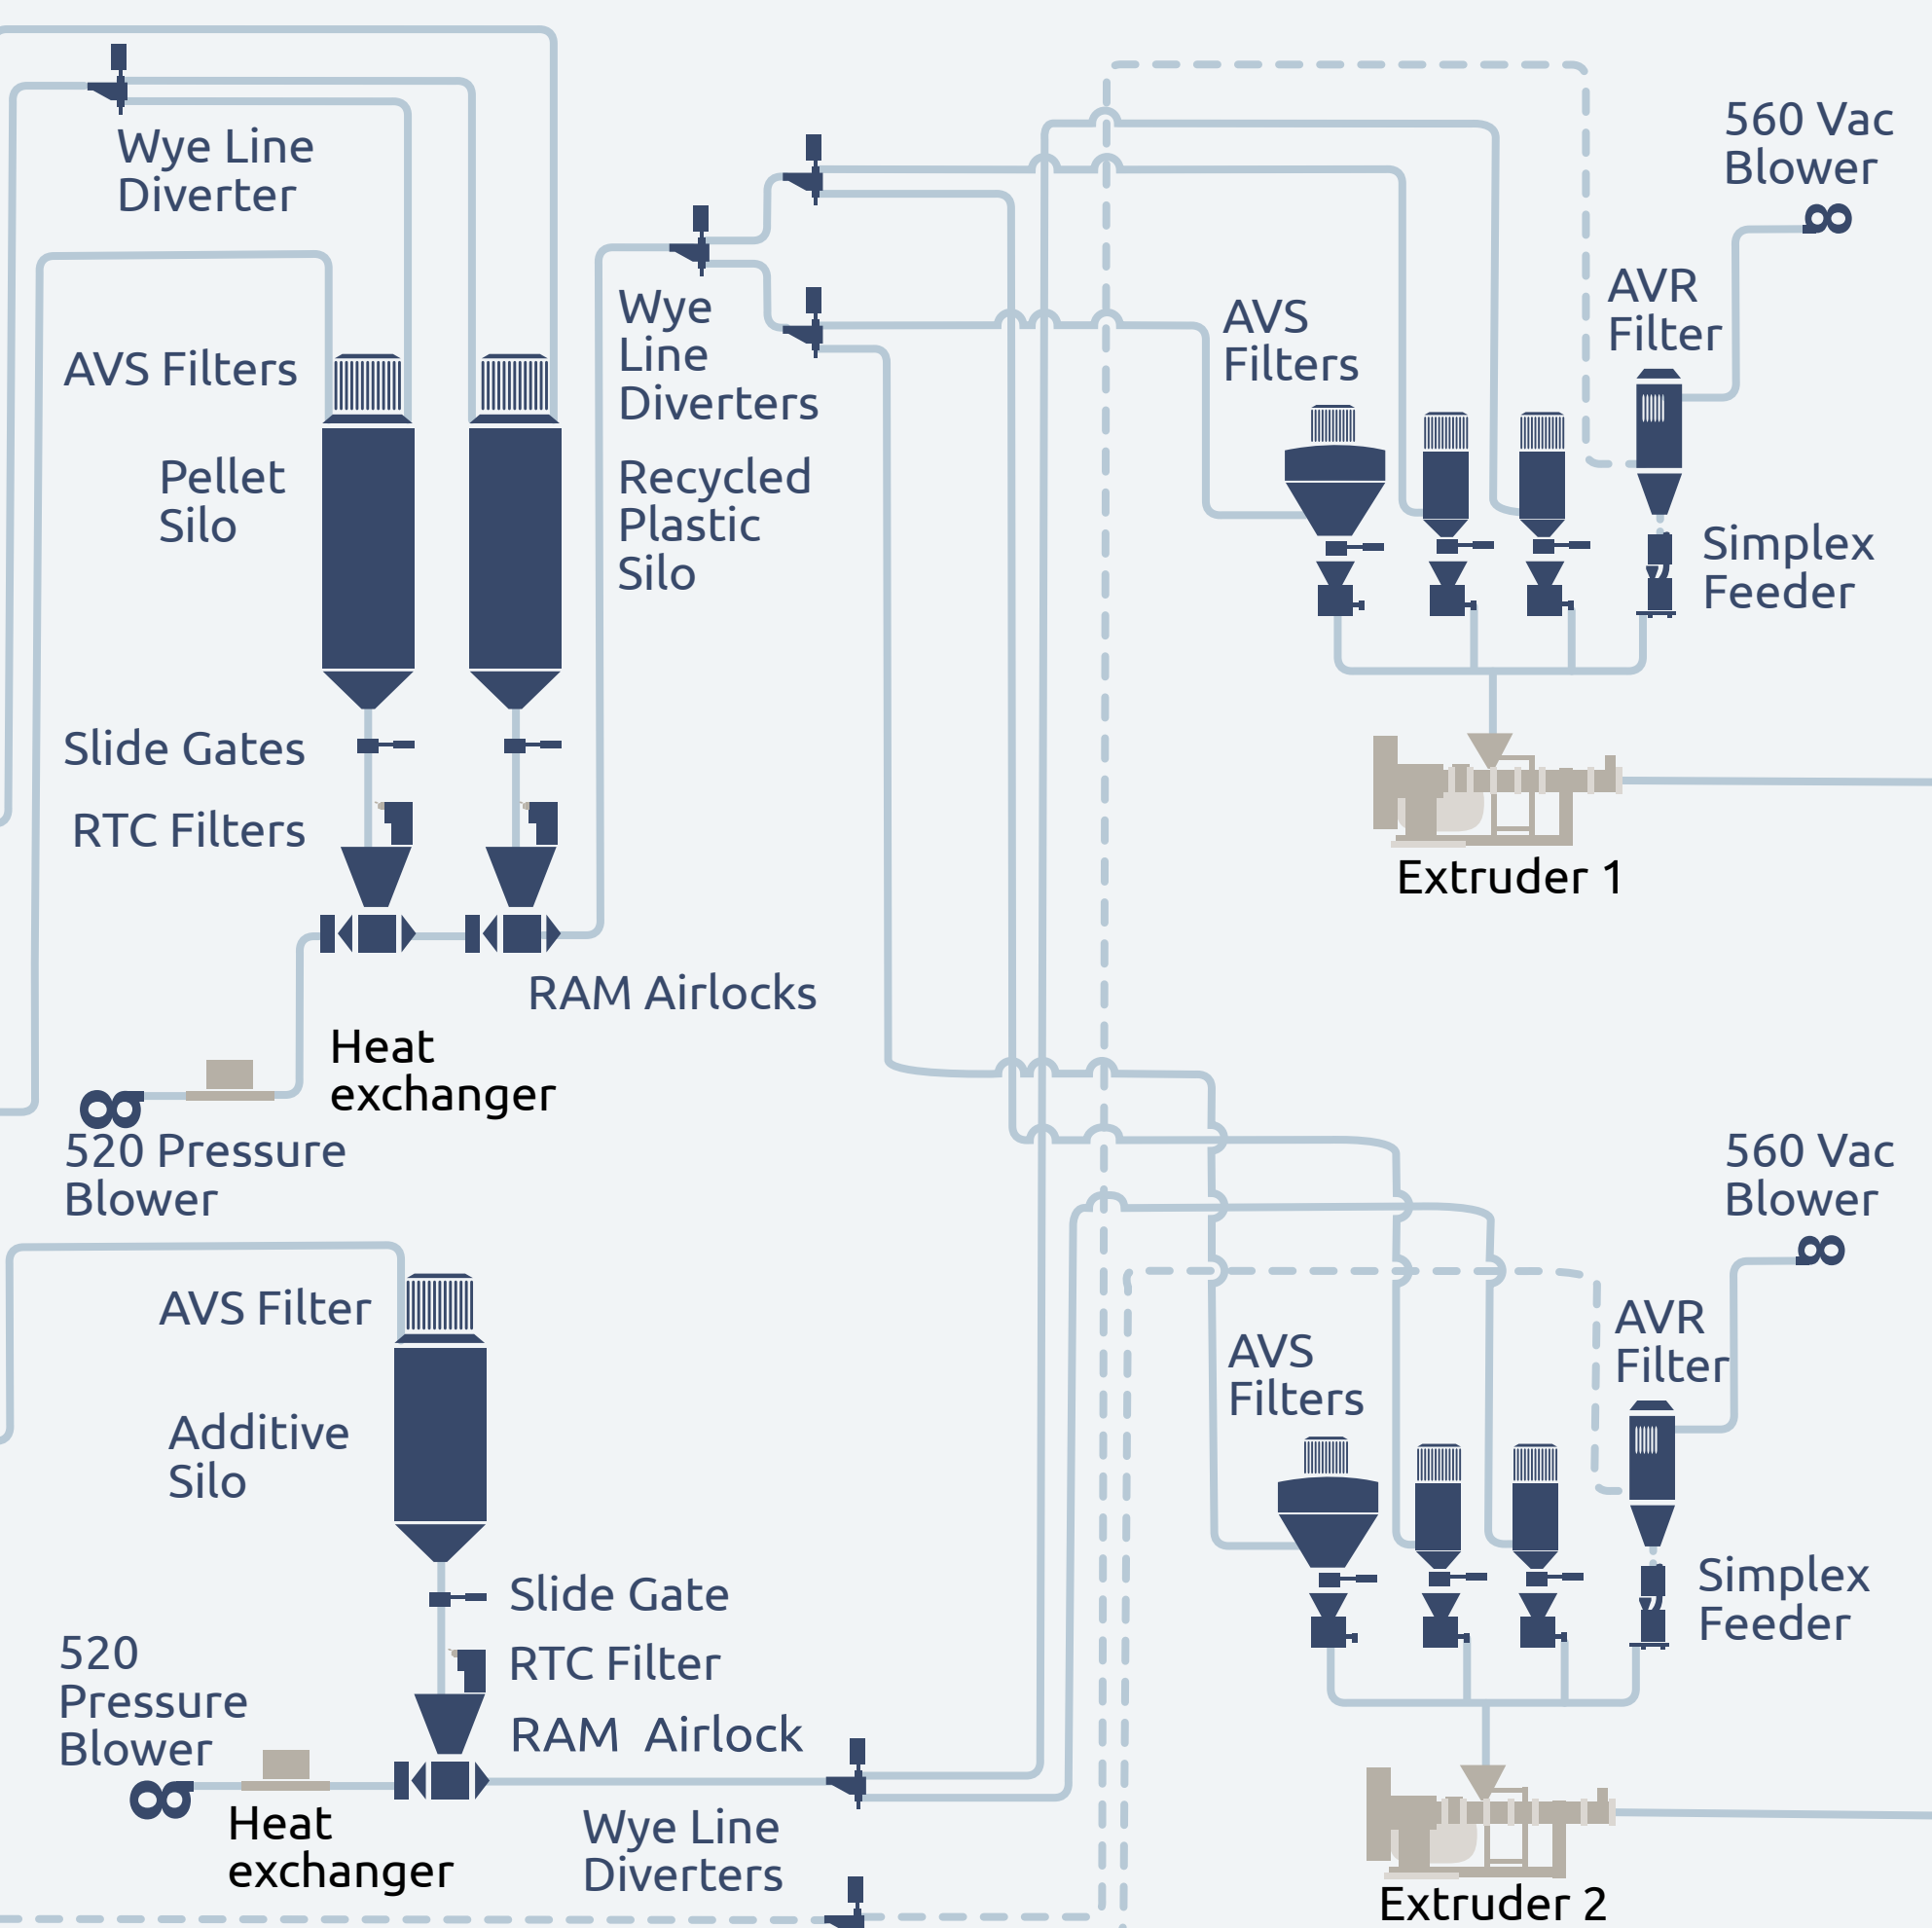 Wye Line
Diverter
AVS Filters
Pellet
Silo
Wye
Line
Diverters
Recycled
Plastic
Silo
Slide Gates
RTC Filters
RAM Airlocks
Heat
exchanger
520 Pressure
Blower
560 Vac
Blower
AVS
Filters
AVR
Filter
Simplex
Feeder
Extruder 1
AVS Filter
Additive
Silo
Slide Gate
RTC Filter
RAM Airlock
520
Pressure
Blower
Heat
exchanger
Wye Line
Diverters
560 Vac
Blower
AVS
Filters
AVR
Filter
Simplex
Feeder
Extruder 2